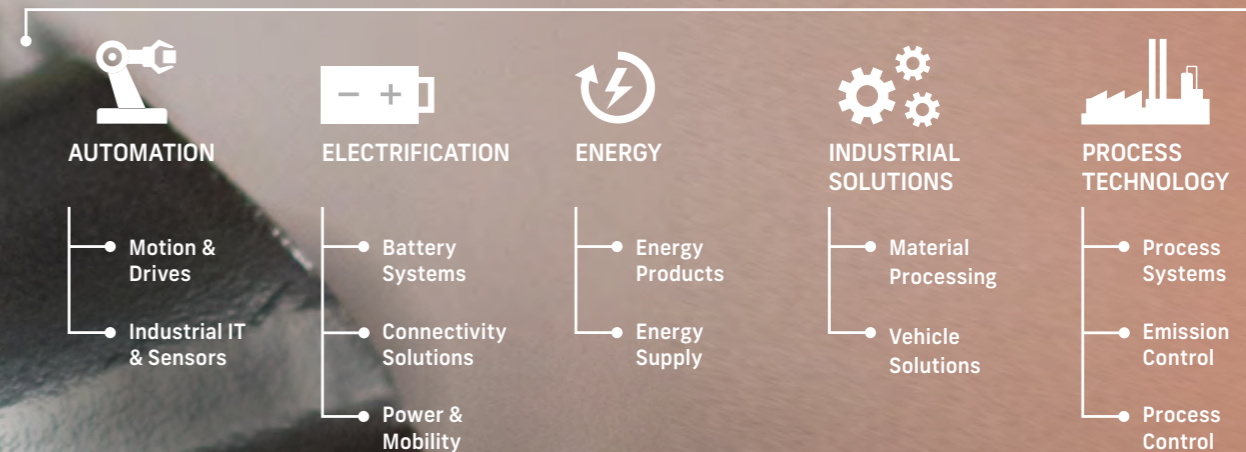 AUTOMATION
Motion &
Drives
Industrial IT
& Sensors
ELECTRIFICATION
Battery
Systems
Connectivity
Solutions
Power &
Mobility
ENERGY
Energy
Products
Energy
Supply
INDUSTRIAL
SOLUTIONS
Material
Processing
Vehicle
Solutions
PROCESS
TECHNOLOGY
Process
Systems
Emission
Control
Process
Control